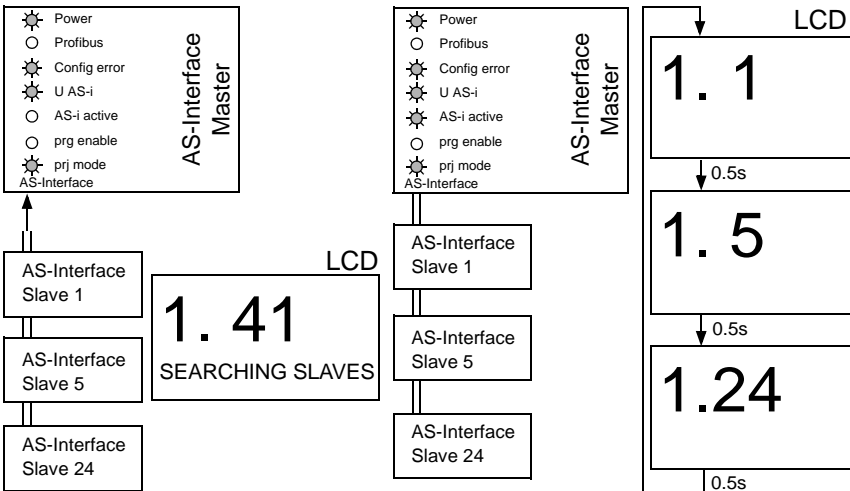 Power
Profibus
Config error
U AS-i
AS-i active
prg enable
prj mode
AS-Interface
AS-Interface
Master
AS-Interface
Slave 1
AS-Interface
Slave 5
AS-Interface
Slave 24
LCD
1. 41
SEARCHING SLAVES
Power
Profibus
Config error
U AS-i
AS-i active
prg enable
prj mode
AS-Interface
AS-Interface
Master
AS-Interface
Slave 1
AS-Interface
Slave 5
AS-Interface
Slave 24
LCD
1. 1
0.5s
1. 5
0.5s
1.24
0.5s